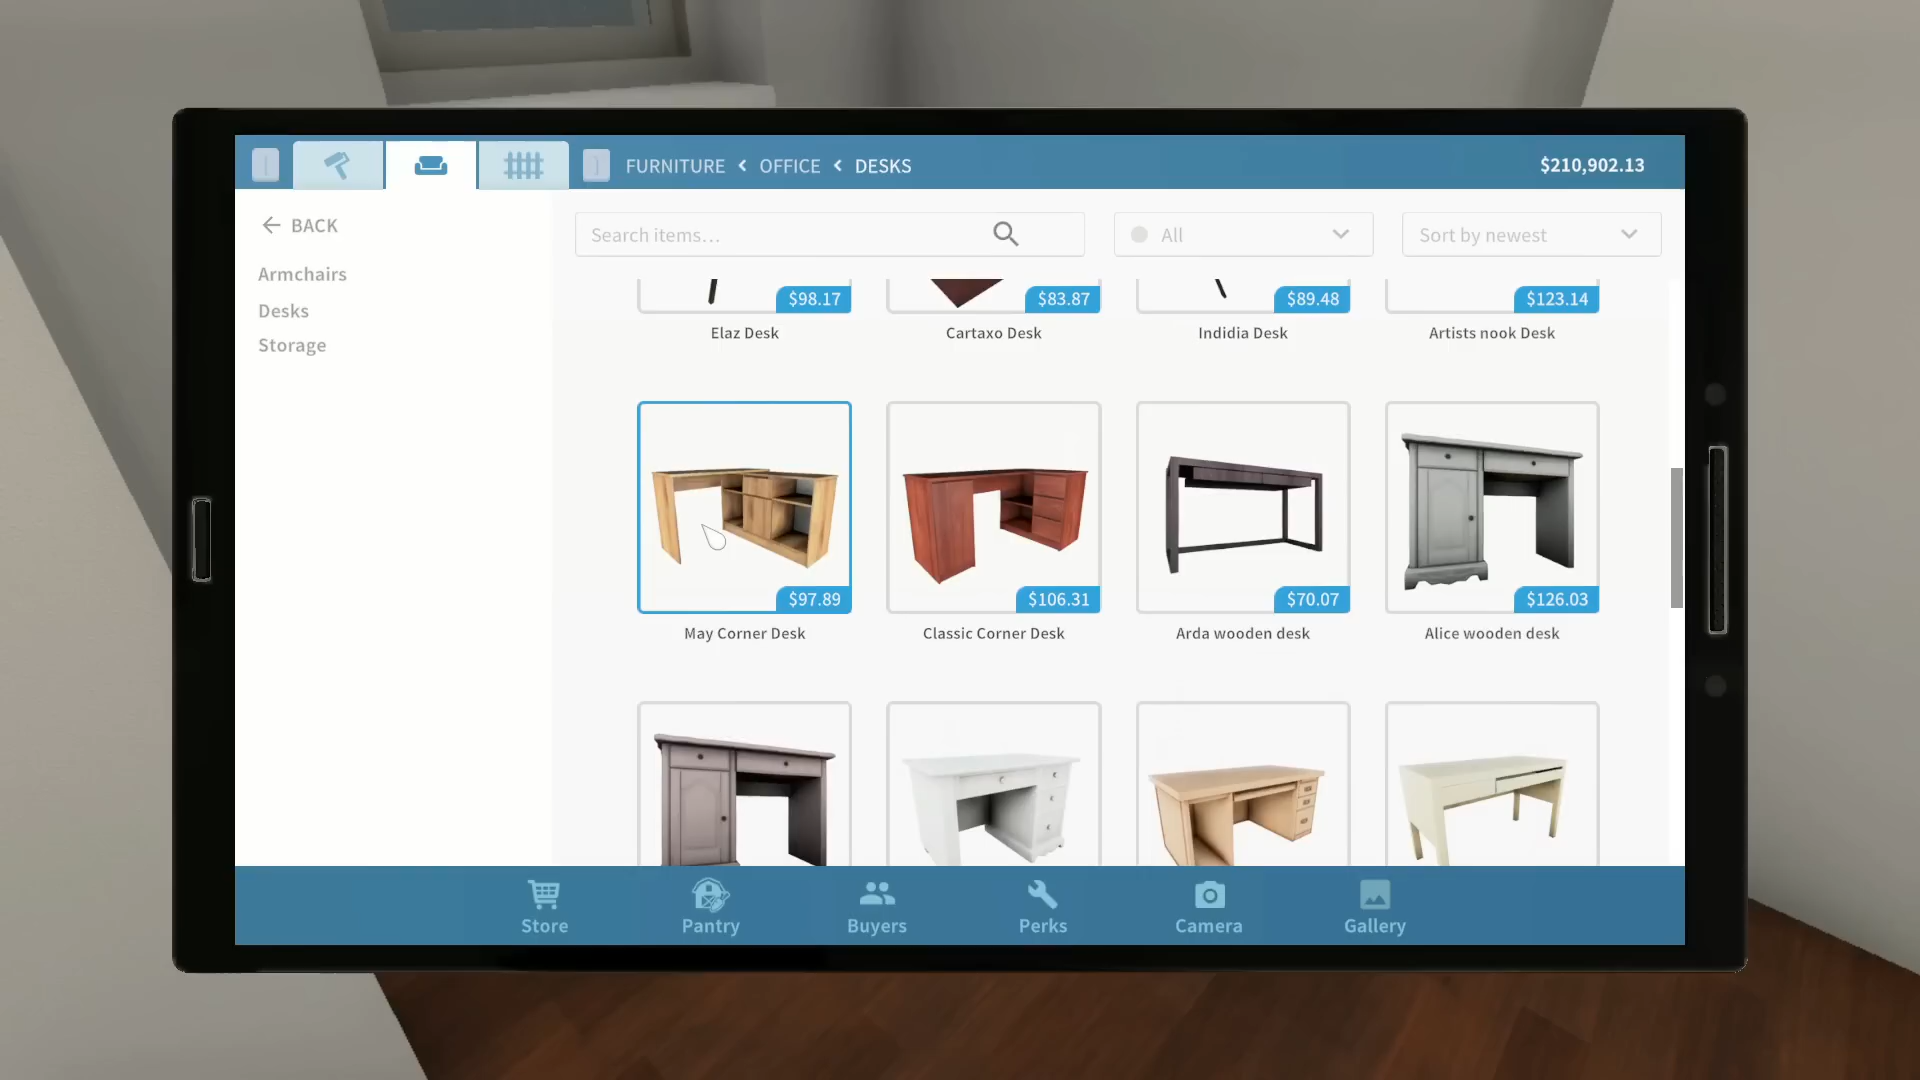 FURNITURE < OFFICE < DESKS
$210,902.13
BACK
Armchairs
Desks
Storage
Search items...
All
Sort by newest
$98.17
$83.87
$89.48
$123.14
Elaz Desk
Cartaxo Desk
Indidia Desk
Artists nook Desk
$97.89
$106.31
$70.07
$126.03
May Corner Desk
Classic Corner Desk
Arda wooden desk
Alice wooden desk
Store
Pantry
Buyers
Perks
Camera
Gallery